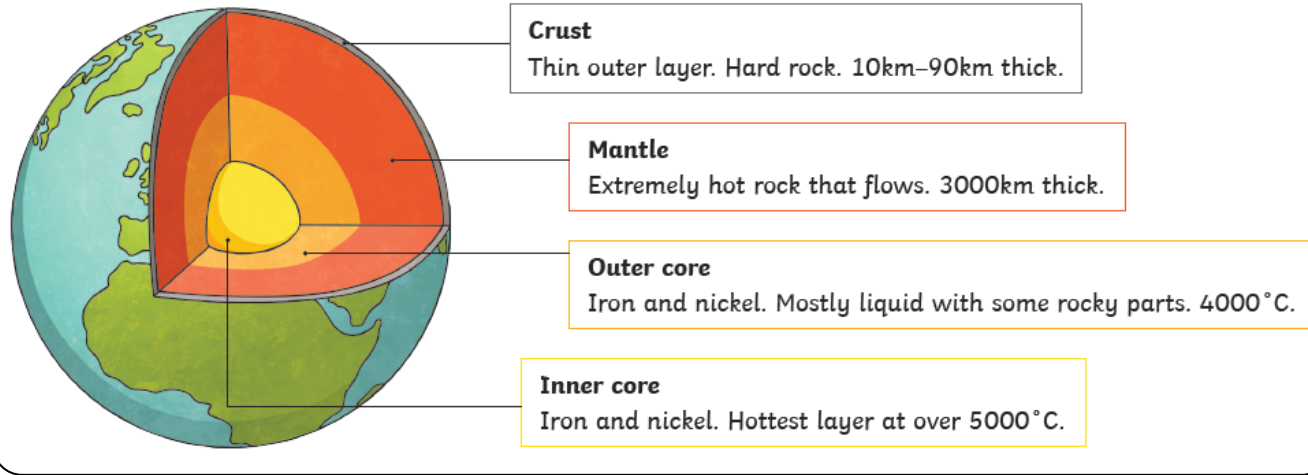 Crust
Thin outer layer. Hard rock. 10km–90km thick.
Mantle
Extremely hot rock that flows. 3000km thick.
Outer core
Iron and nickel. Mostly liquid with some rocky parts. 4000°C.
Inner core
Iron and nickel. Hottest layer at over 5000°C.